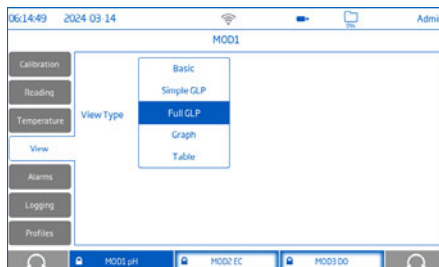 06:14:49 2024 03 14 0% Admi
MOD1
Calibration
Reading
Temperature
View
Alarms
Logging
Profiles
View Type
Basic
Simple GLP
Full GLP
Graph
Table
MOD1 pH MOD2 EC MOD3 DO